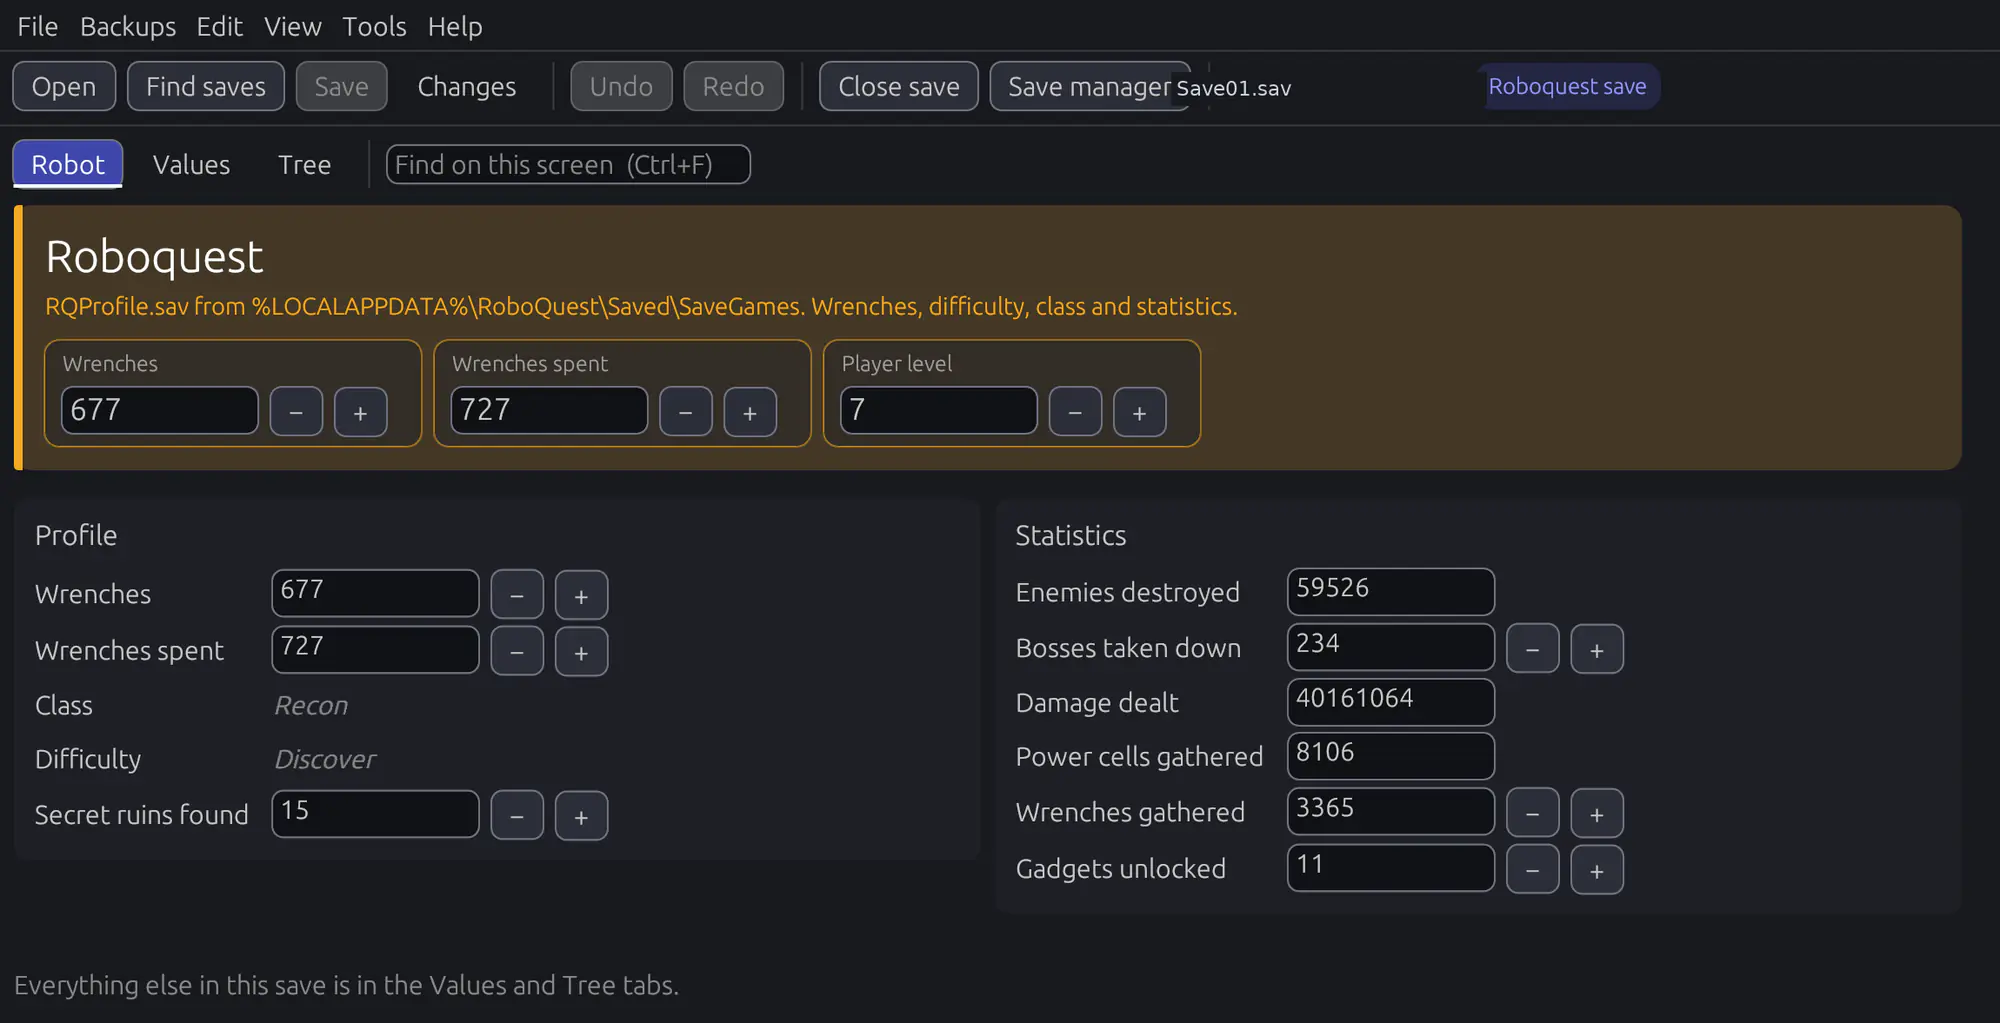 File Backups Edit View Tools Help
Open Find saves Save Changes Undo Redo Close save Save manager Save01.sav Roboquest save
Robot Values Tree Find on this screen (Ctrl+F)
Roboquest
RQProfile.sav from %LOCALAPPDATA%\RoboQuest\Saved\SaveGames. Wrenches, difficulty, class and statistics.
Wrenches Wrenches spent Player level
677 − + 727 − + 7 − +
Profile
Wrenches 677 − +
Wrenches spent 727 − +
Class Recon
Difficulty Discover
Secret ruins found 15 − +
Statistics
Enemies destroyed 59526
Bosses taken down 234 − +
Damage dealt 40161064
Power cells gathered 8106
Wrenches gathered 3365 − +
Gadgets unlocked 11 − +
Everything else in this save is in the Values and Tree tabs.